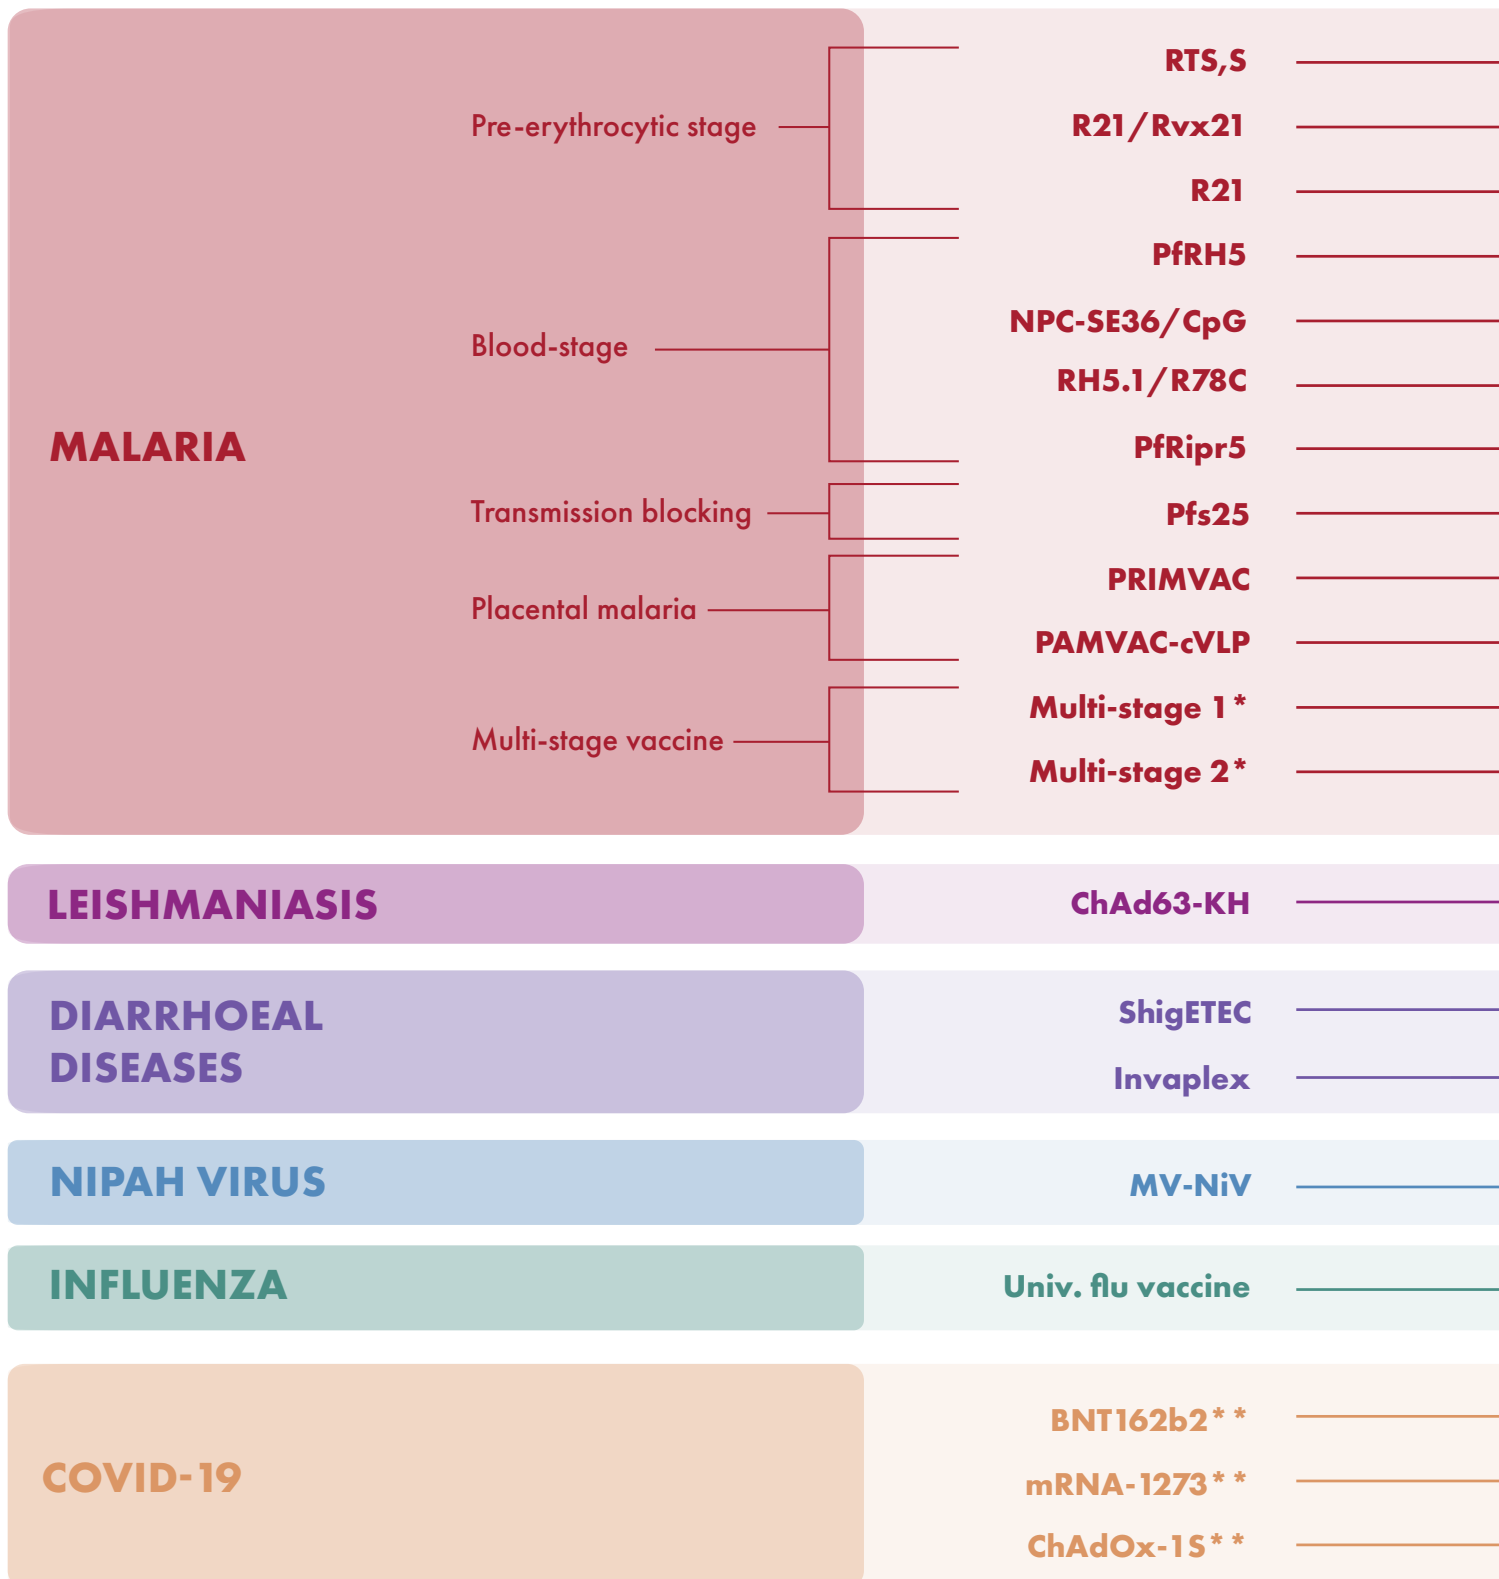 MALARIA
Pre-erythrocytic stage
RTS,S
R21/Rvx21
R21
Blood-stage
PfRH5
NPC-SE36/CpG
RH5.1/R78C
PfRipr5
Transmission blocking
Pfs25
Placental malaria
PRIMVAC
PAMVAC-cVLP
Multi-stage vaccine
Multi-stage 1*
Multi-stage 2*
LEISHMANIASIS
ChAd63-KH
DIARRHOEAL
DISEASES
ShigETEC
Invaplex
NIPAH VIRUS
MV-NiV
INFLUENZA
Univ. flu vaccine
COVID-19
BNT162b2**
mRNA-1273**
ChAdOx-1S**